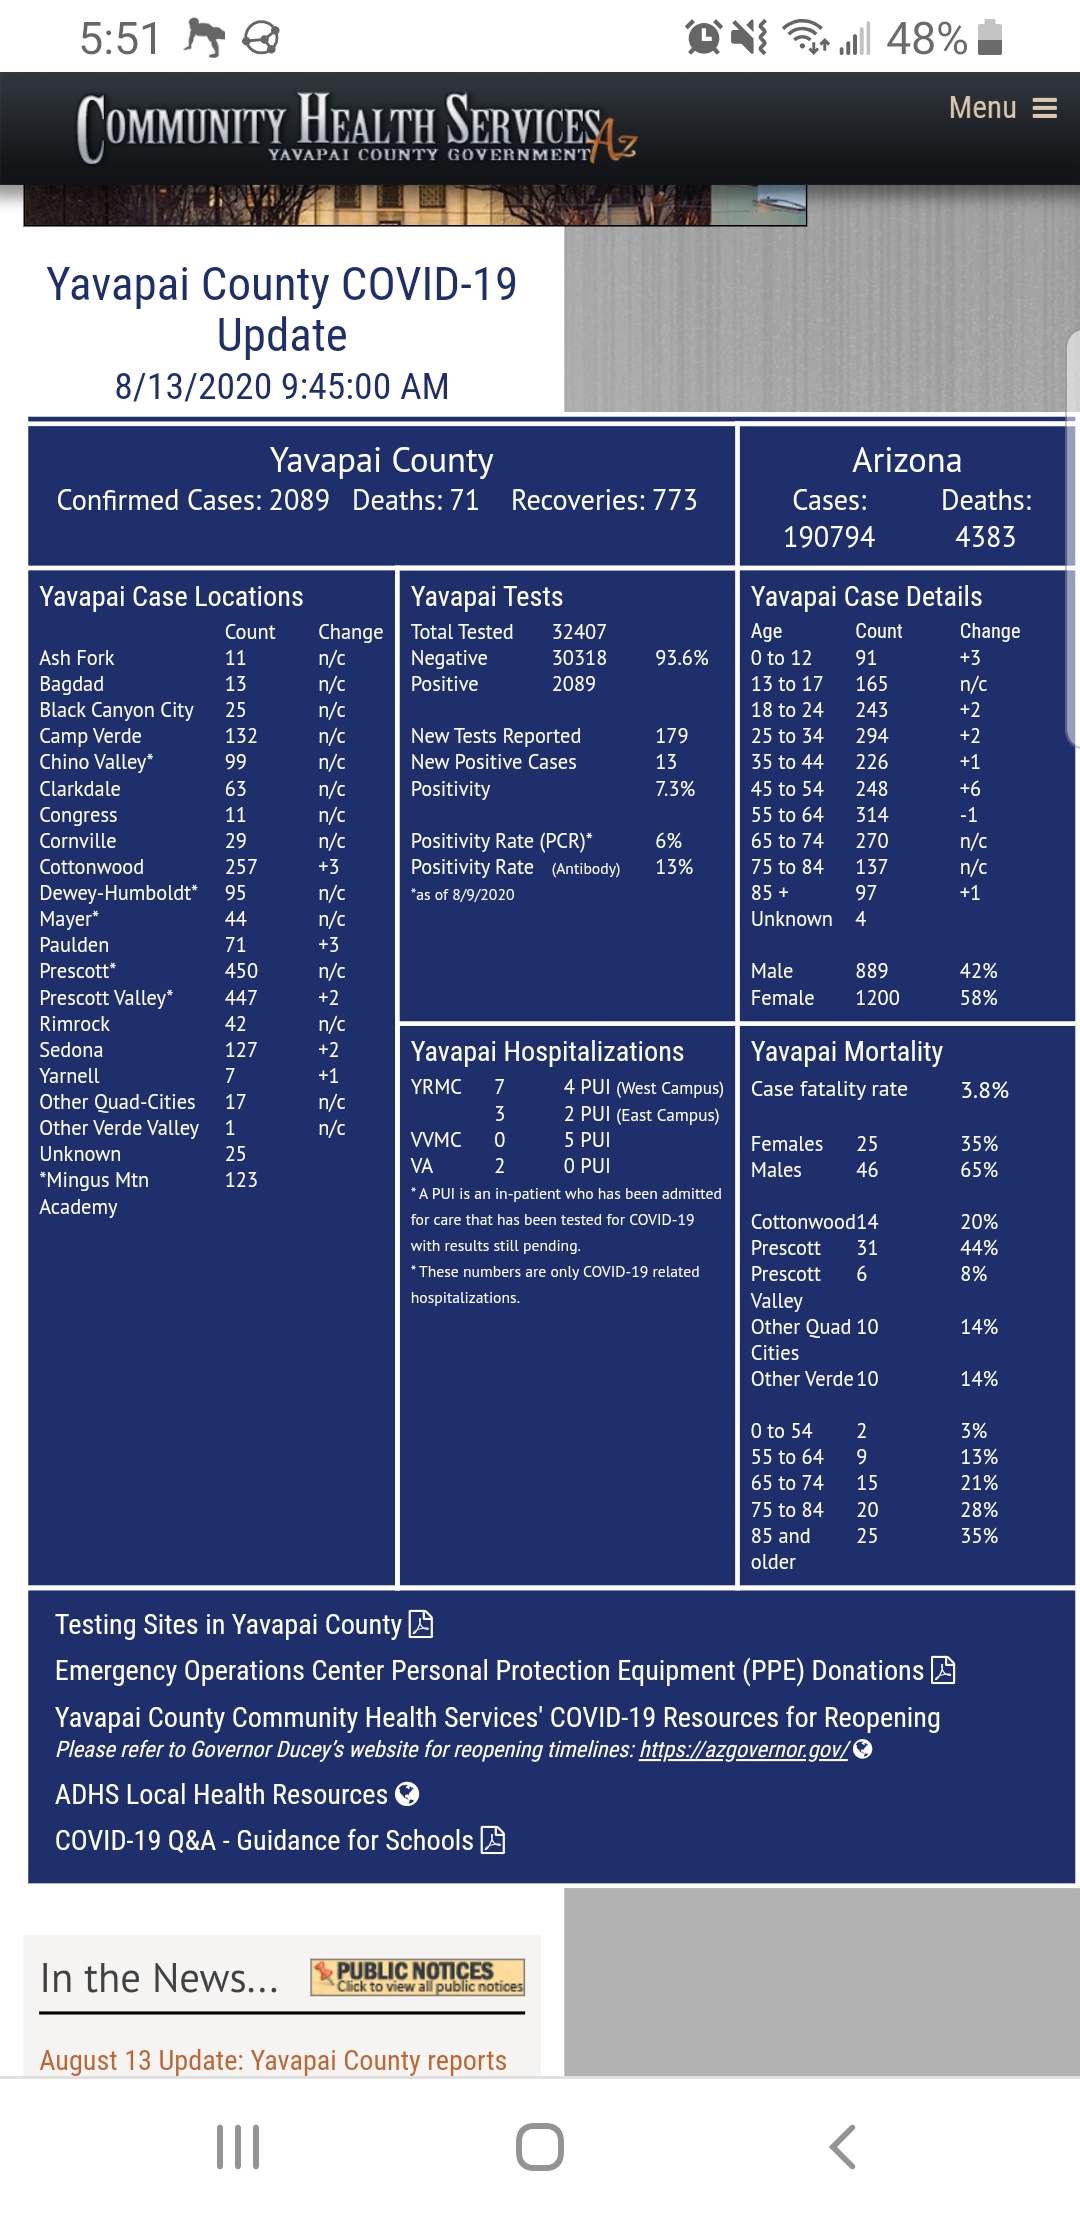 5:51 48%
COMMUNITY HEALTH SERVICES Az
YAVAPAI COUNTY GOVERNMENT
Menu
Yavapai County COVID-19
Update
8/13/2020 9:45:00 AM
Yavapai County
Confirmed Cases: 2089 Deaths: 71 Recoveries: 773
Arizona
Cases: Deaths:
190794 4383
Yavapai Case Locations
Count Change
Ash Fork 11 n/c
Bagdad 13 n/c
Black Canyon City 25 n/c
Camp Verde 132 n/c
Chino Valley* 99 n/c
Clarkdale 63 n/c
Congress 11 n/c
Cornville 29 n/c
Cottonwood 257 +3
Dewey-Humboldt* 95 n/c
Mayer* 44 n/c
Paulden 71 +3
Prescott* 450 n/c
Prescott Valley* 447 +2
Rimrock 42 n/c
Sedona 127 +2
Yarnell 7 +1
Other Quad-Cities 17 n/c
Other Verde Valley 1 n/c
Unknown 25
*Mingus Mtn 123
Academy
Yavapai Tests
Total Tested 32407
Negative 30318 93.6%
Positive 2089
New Tests Reported 179
New Positive Cases 13
Positivity 7.3%
Positivity Rate (PCR)* 6%
Positivity Rate (Antibody) 13%
*as of 8/9/2020
Yavapai Case Details
Age Count Change
0 to 12 91 +3
13 to 17 165 n/c
18 to 24 243 +2
25 to 34 294 +2
35 to 44 226 +1
45 to 54 248 +6
55 to 64 314 -1
65 to 74 270 n/c
75 to 84 137 n/c
85 + 97 +1
Unknown 4
Male 889 42%
Female 1200 58%
Yavapai Hospitalizations
YRMC 7 4 PUI (West Campus)
3 2 PUI (East Campus)
VVMC 0 5 PUI
VA 2 0 PUI
* A PUI is an in-patient who has been admitted
for care that has been tested for COVID-19
with results still pending.
* These numbers are only COVID-19 related
hospitalizations.
Yavapai Mortality
Case fatality rate 3.8%
Females 25 35%
Males 46 65%
Cottonwood 14 20%
Prescott 31 44%
Prescott 6 8%
Valley
Other Quad 10 14%
Cities
Other Verde 10 14%
0 to 54 2 3%
55 to 64 9 13%
65 to 74 15 21%
75 to 84 20 28%
85 and 25 35%
older
Testing Sites in Yavapai County
Emergency Operations Center Personal Protection Equipment (PPE) Donations
Yavapai County Community Health Services' COVID-19 Resources for Reopening
Please refer to Governor Ducey's website for reopening timelines: https://azgovernor.gov/
ADHS Local Health Resources
COVID-19 Q&A - Guidance for Schools
In the News...
PUBLIC NOTICES
Click to view all public notices
August 13 Update: Yavapai County reports